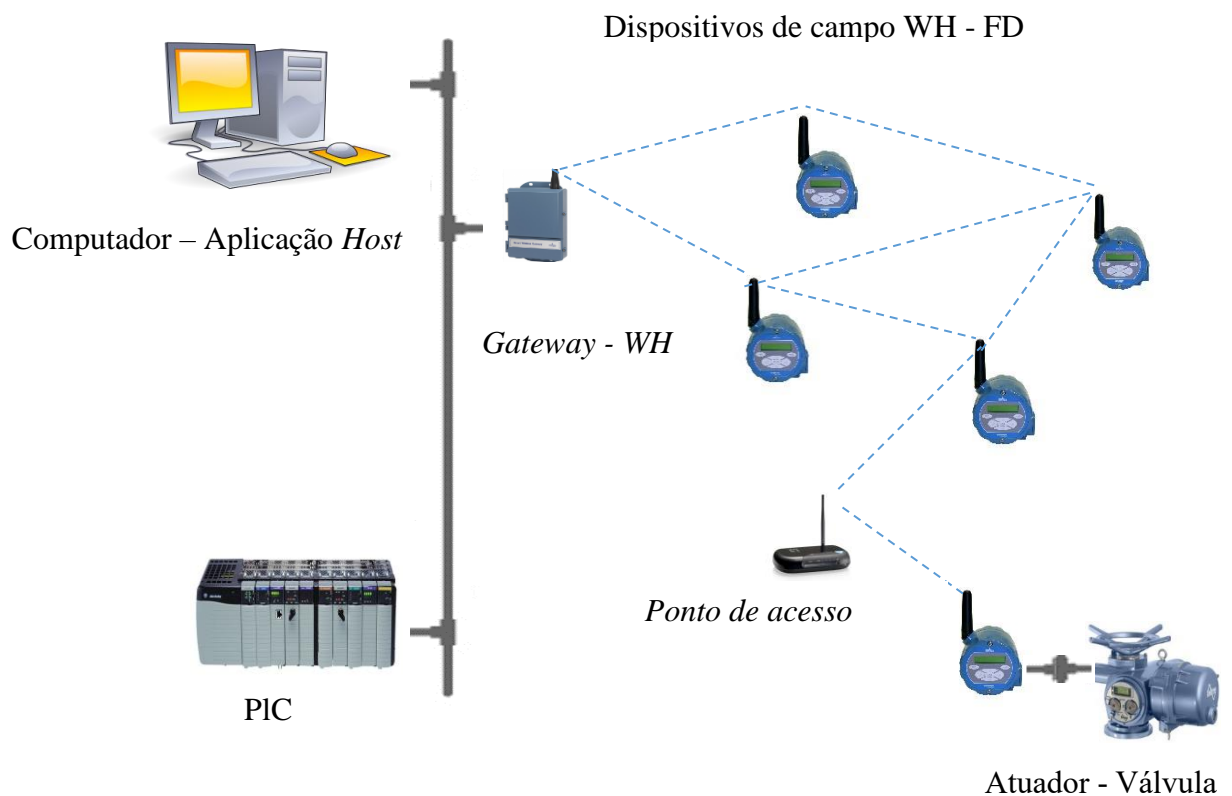 Dispositivos de campo WH - FD
Computador – Aplicação Host
Gateway - WH
Ponto de acesso
PlC
Atuador - Válvula